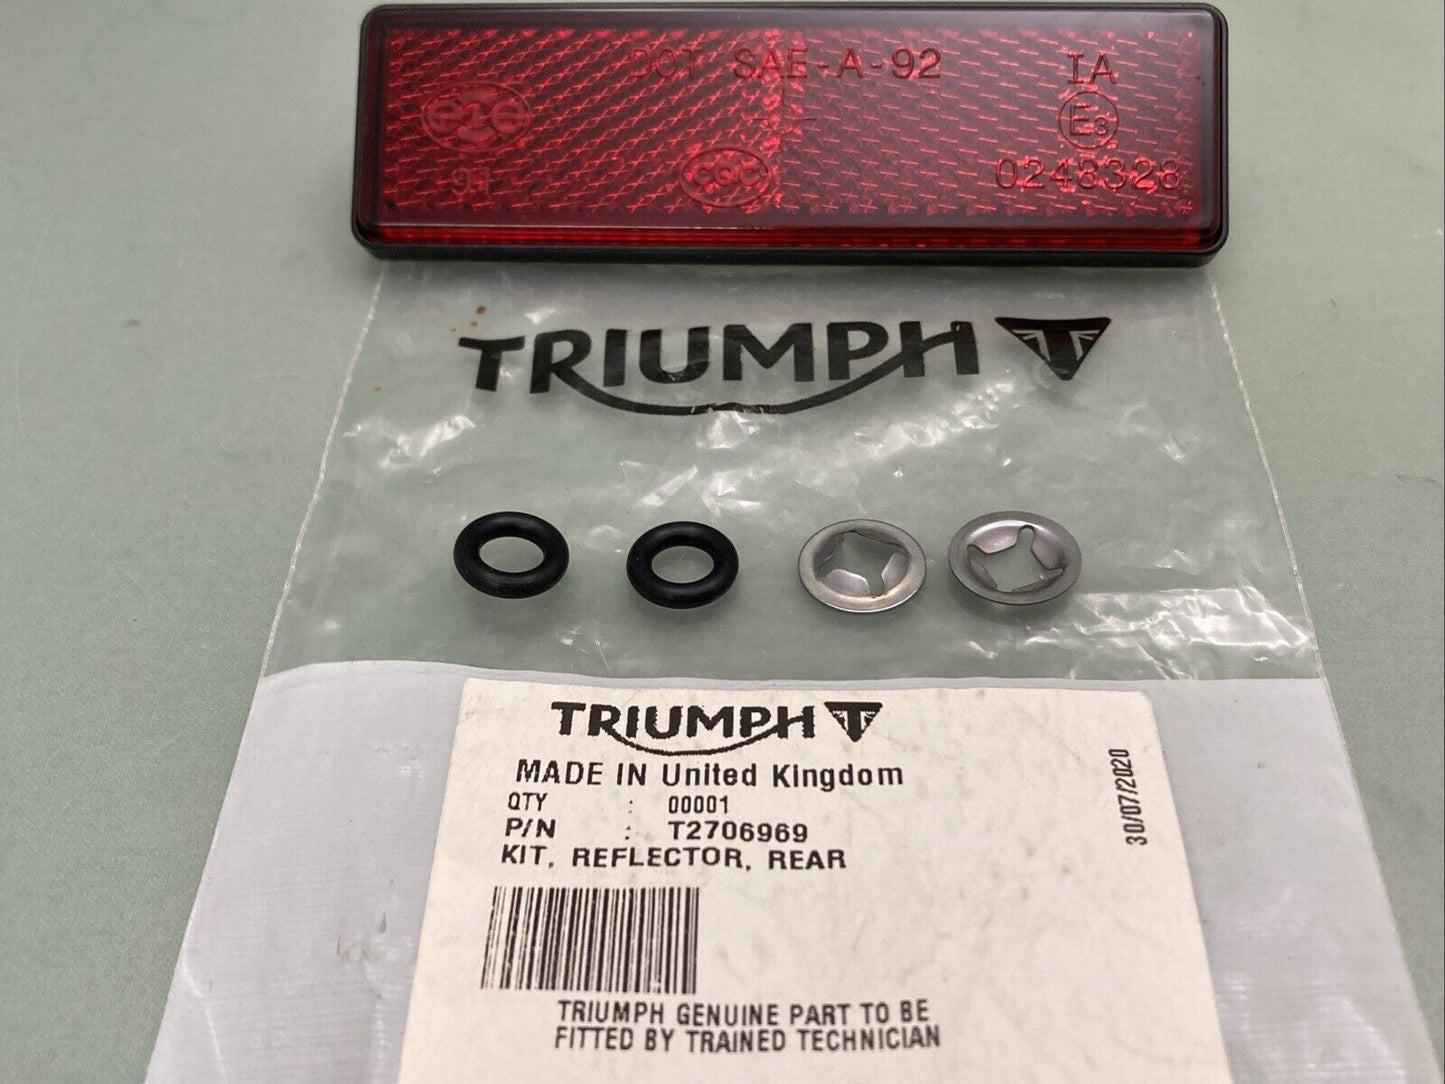 DOT SAE-A-92
IA
E3
91
CCC
0248328
TRIUMPH
TRIUMPH
MADE IN United Kingdom
QTY : 00001
P/N : T2706969
KIT, REFLECTOR, REAR
30/07/2020
TRIUMPH GENUINE PART TO BE
FITTED BY TRAINED TECHNICIAN